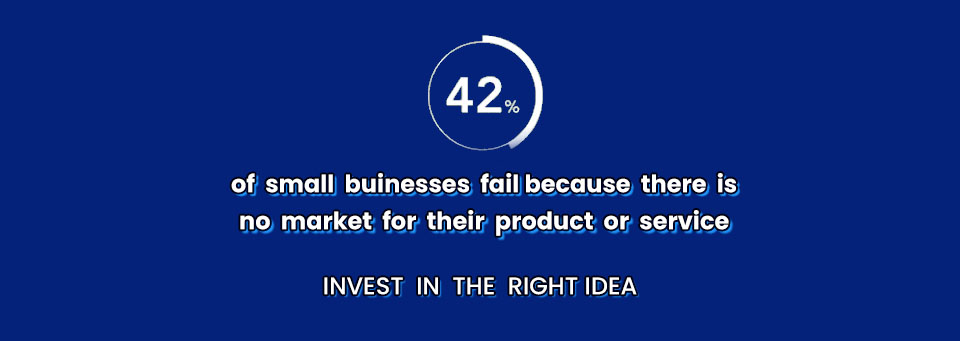 42%
of small buinesses fail because there is
no market for their product or service
INVEST IN THE RIGHT IDEA